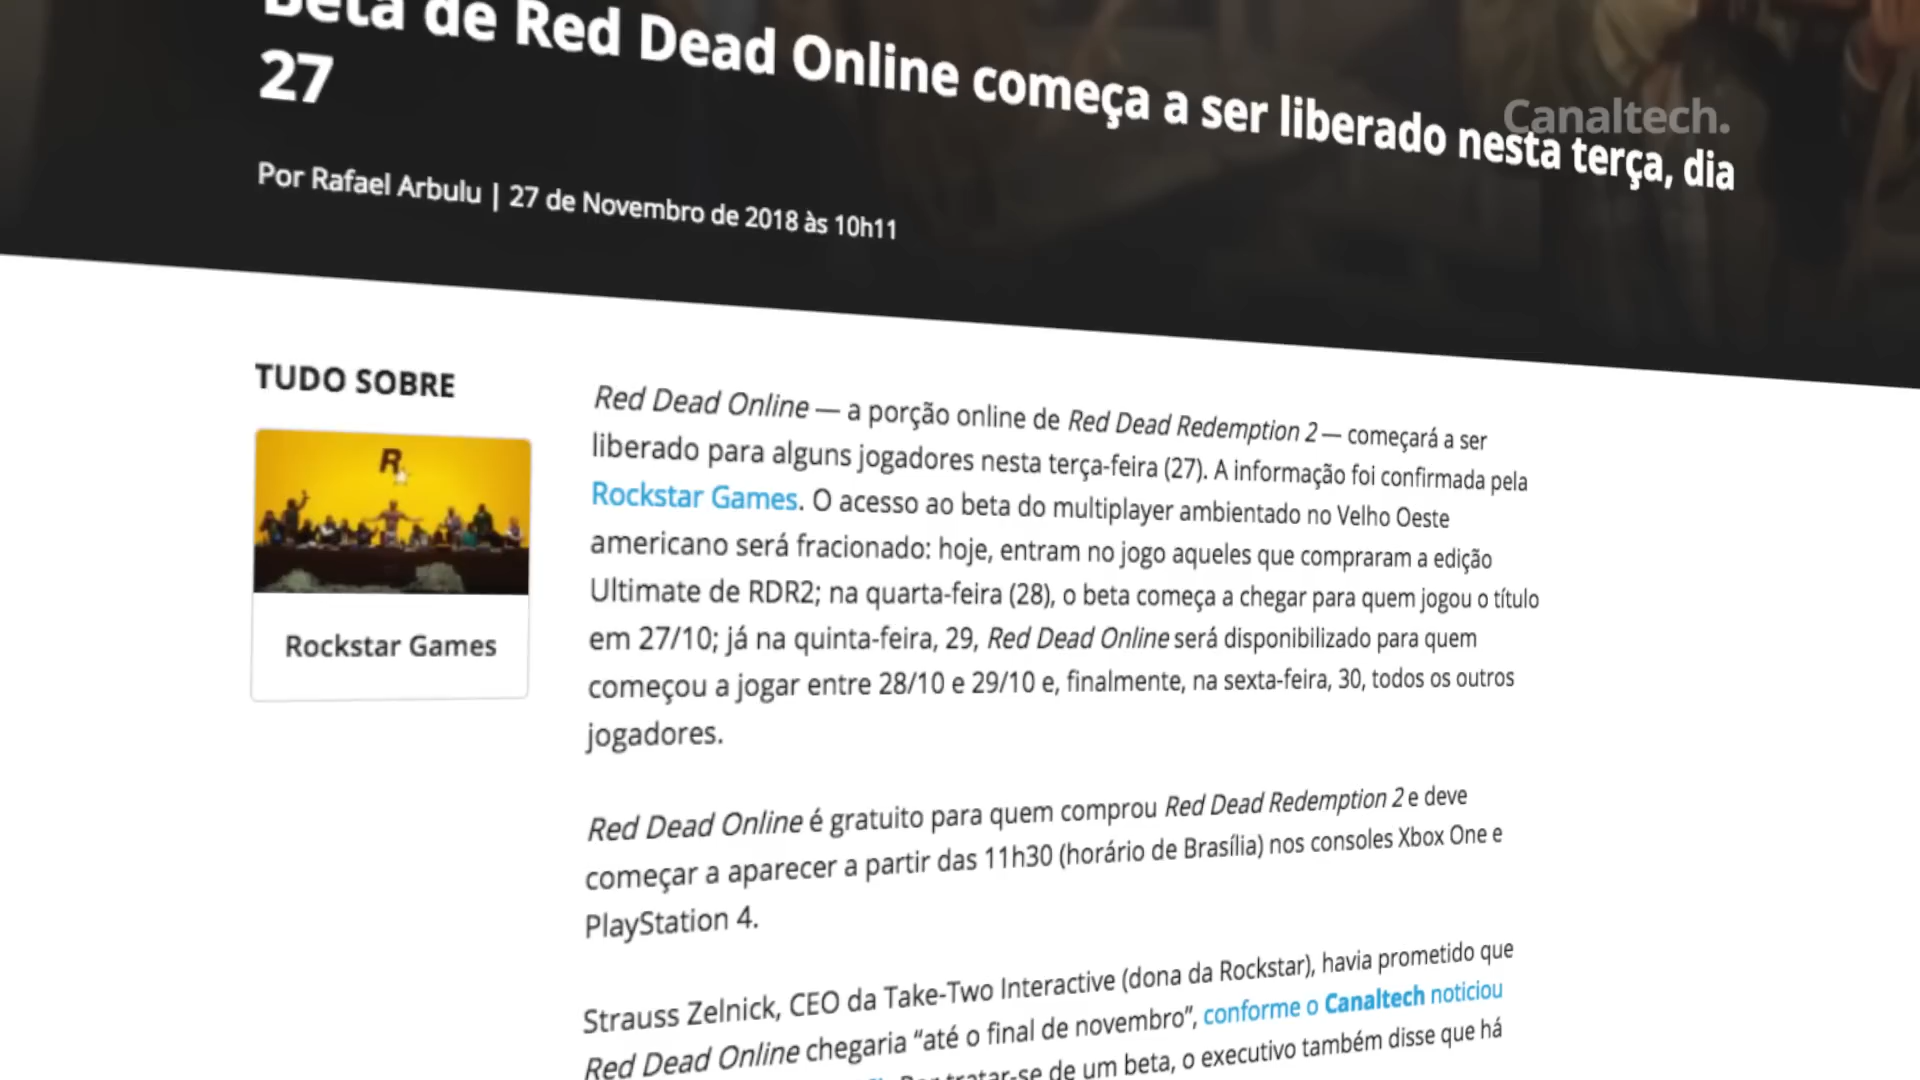 Beta de Red Dead Online começa a ser liberado nesta terça, dia
27
Canaltech.
Por Rafael Arbulu | 27 de Novembro de 2018 às 10h11
TUDO SOBRE
R
Rockstar Games
Red Dead Online — a porção online de Red Dead Redemption 2 — começará a ser
liberado para alguns jogadores nesta terça-feira (27). A informação foi confirmada pela
Rockstar Games. O acesso ao beta do multiplayer ambientado no Velho Oeste
americano será fracionado: hoje, entram no jogo aqueles que compraram a edição
Ultimate de RDR2; na quarta-feira (28), o beta começa a chegar para quem jogou o título
em 27/10; já na quinta-feira, 29, Red Dead Online será disponibilizado para quem
começou a jogar entre 28/10 e 29/10 e, finalmente, na sexta-feira, 30, todos os outros
jogadores.
Red Dead Online é gratuito para quem comprou Red Dead Redemption 2 e deve
começar a aparecer a partir das 11h30 (horário de Brasília) nos consoles Xbox One e
PlayStation 4.
Strauss Zelnick, CEO da Take-Two Interactive (dona da Rockstar), havia prometido que
Red Dead Online chegaria “até o final de novembro”, conforme o Canaltech noticiou
Por tratar-se de um beta, o executivo também disse que há